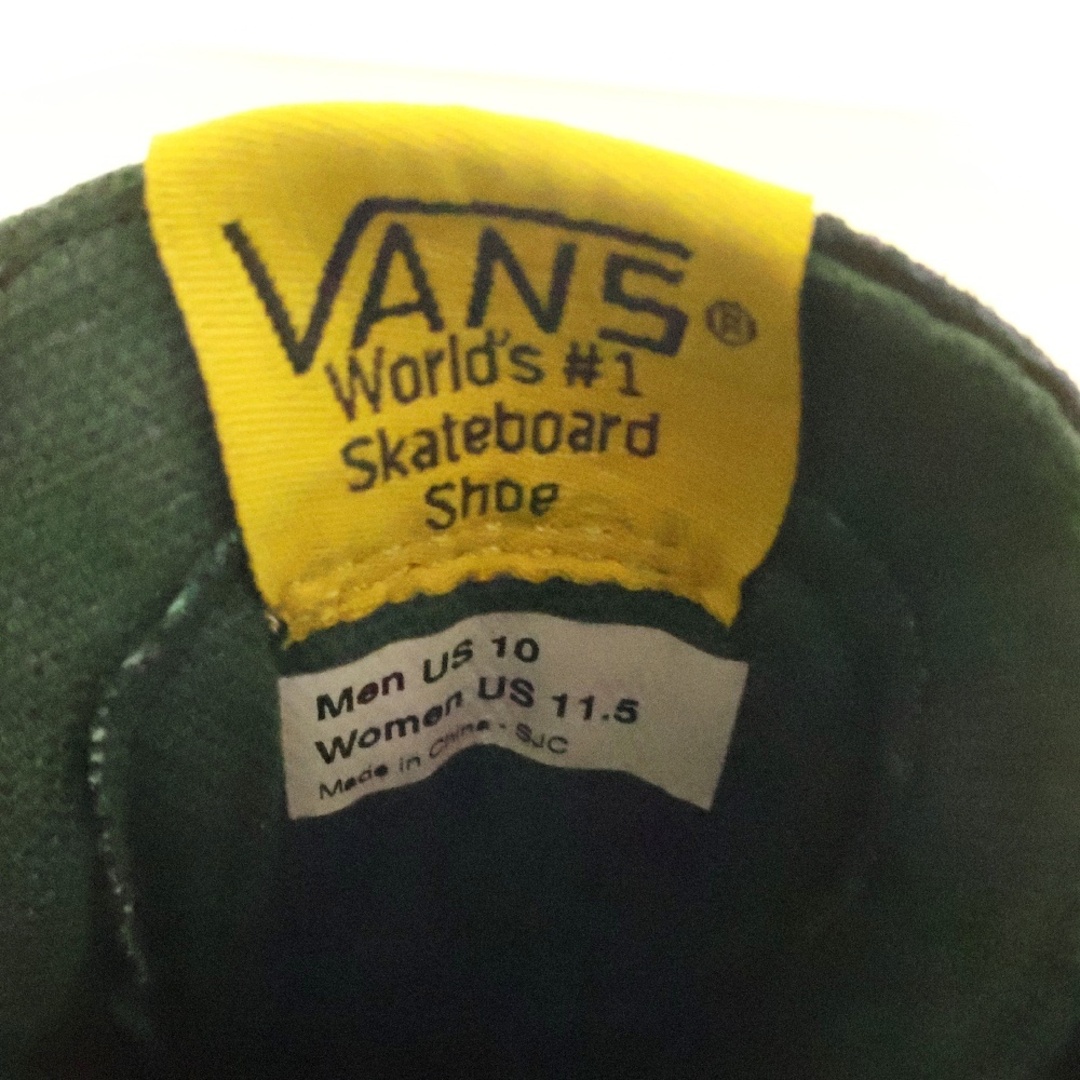 VANS®
World's #1
Skateboard
Shoe
Men US 10
Women US 11.5
Made in China - SJC